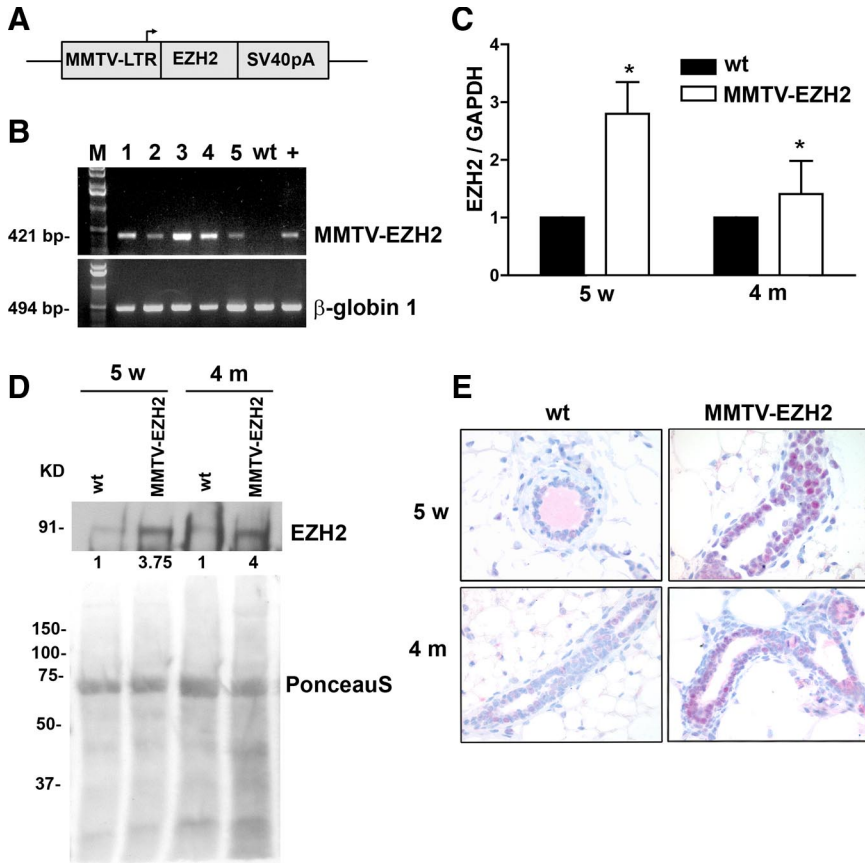 A
MMTV-LTR EZH2 SV40pA
B
M 1 2 3 4 5 wt +
421 bp-
MMTV-EZH2
494 bp-
β-globin 1
C
EZH2 / GAPDH
4
3
2
1
0
* *
wt
MMTV-EZH2
5 w 4 m
D
5 w 4 m
KD
wt MMTV-EZH2 wt MMTV-EZH2
91-
EZH2
1 3.75 1 4
150-
100-
75-
50-
37-
PonceauS
E
wt MMTV-EZH2
5 w
4 m